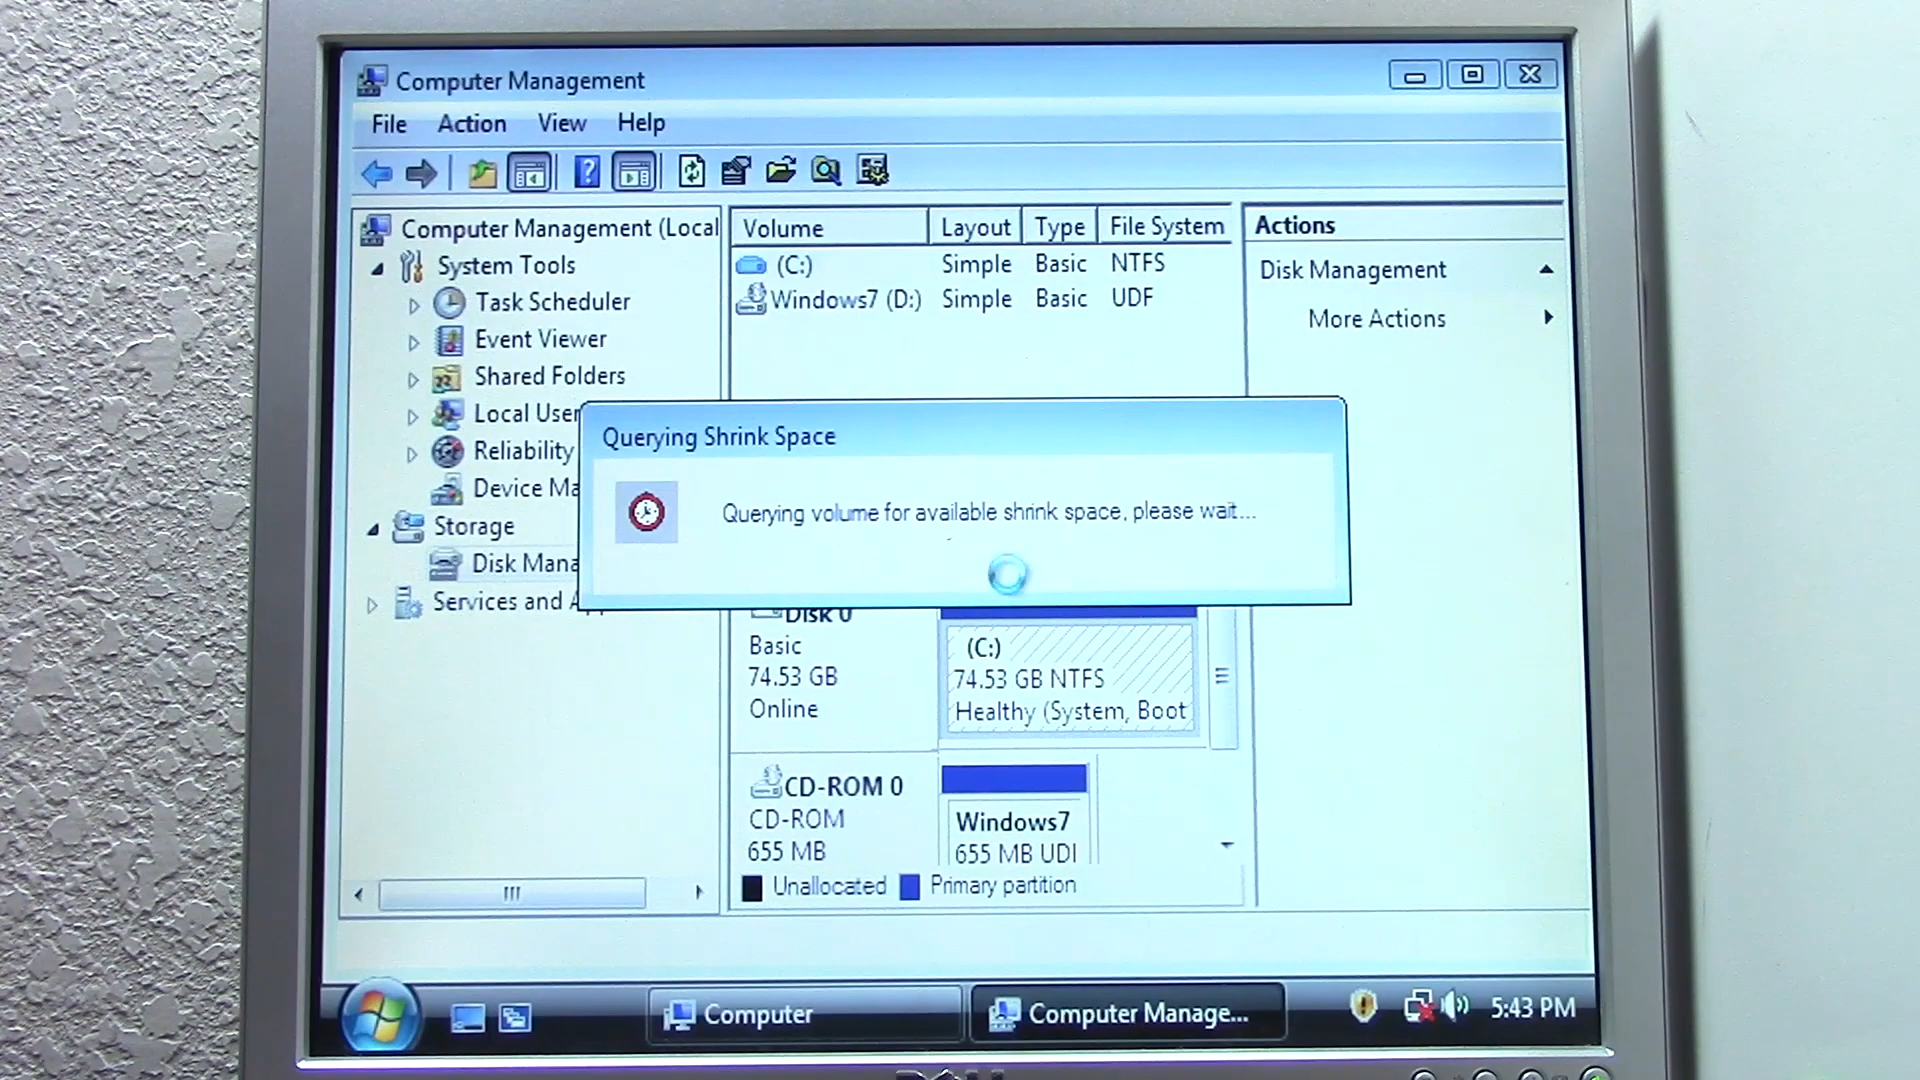 Computer Management
File Action View Help
Computer Management (Local
System Tools
Task Scheduler
Event Viewer
Shared Folders
Local User
Reliability
Device Ma
Storage
Disk Mana
Services and A
Volume Layout Type File System
(C:) Simple Basic NTFS
Windows7 (D:) Simple Basic UDF
Actions
Disk Management
More Actions
Querying Shrink Space
Querying volume for available shrink space, please wait...
Disk 0
Basic
74.53 GB
Online
(C:)
74.53 GB NTFS
Healthy (System, Boot
CD-ROM 0
CD-ROM
655 MB
Windows7
655 MB UDI
Unallocated Primary partition
Computer
Computer Manage...
5:43 PM